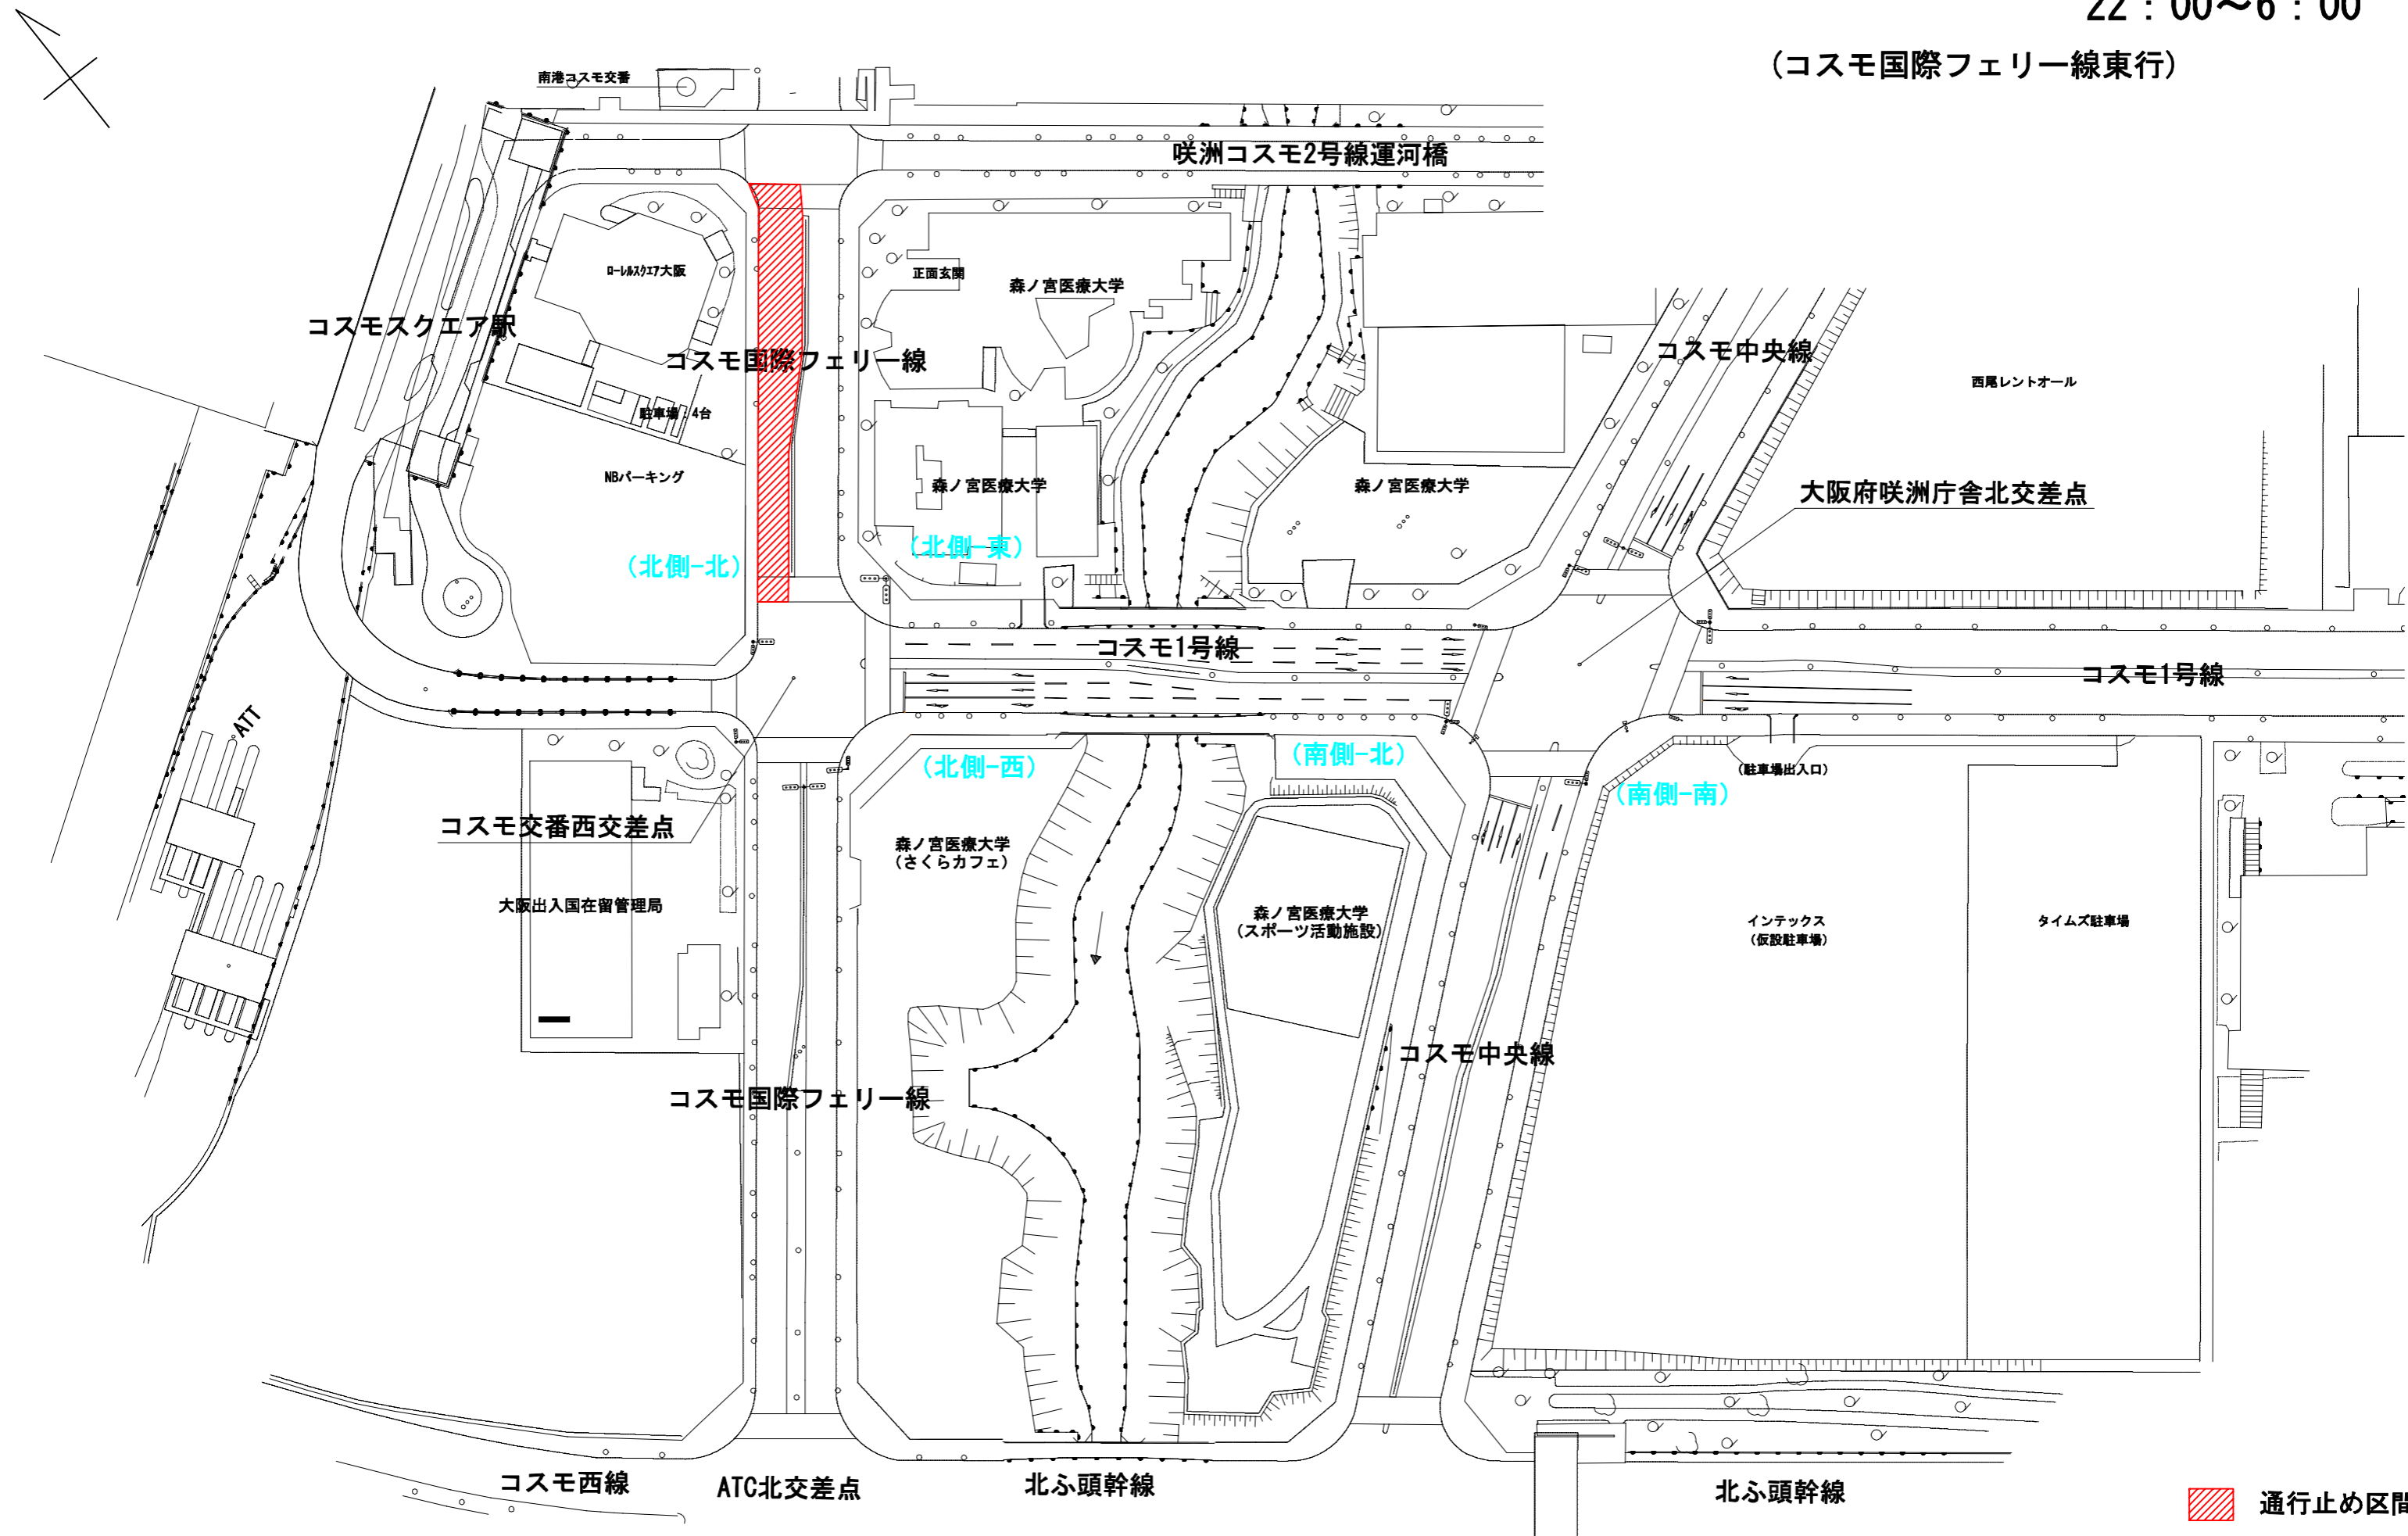 22：00～6：00
(コスモ国際フェリー線東行)
南港コスモ交番
咲洲コスモ2号線運河橋
ローレルスクエア大阪
正面玄関
森ノ宮医療大学
コスモスクエア駅
コスモ国際フェリー線
コスモ中央線
西尾レントオール
駐車場：4台
NBパーキング
森ノ宮医療大学
森ノ宮医療大学
大阪府咲洲庁舎北交差点
(北側-北)
(北側-東)
コスモ1号線
コスモ1号線
ATT
(北側-西)
(南側-北)
(駐車場出入口)
(南側-南)
コスモ交番西交差点
森ノ宮医療大学
(さくらカフェ)
大阪出入国在留管理局
森ノ宮医療大学
(スポーツ活動施設)
インテックス
(仮設駐車場)
タイムズ駐車場
コスモ中央線
コスモ国際フェリー線
コスモ西線
ATC北交差点
北ふ頭幹線
北ふ頭幹線
通行止め区間